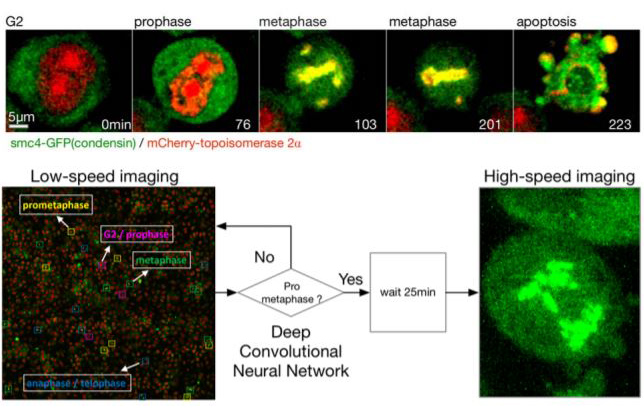 G2 prophase metaphase metaphase apoptosis
5μm 0min 76 103 201 223
smc4-GFP(condensin) / mCherry-topoisomerase 2α
Low-speed imaging
High-speed imaging
prometaphase
G2 / prophase
metaphase
anaphase / telophase
No
Pro
metaphase ?
Yes
wait 25min
Deep
Convolutional
Neural Network